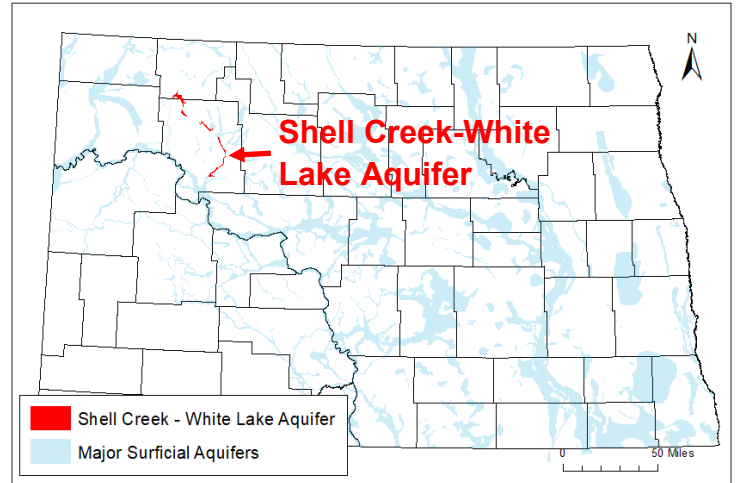 N
Shell Creek-White
Lake Aquifer
Shell Creek - White Lake Aquifer
Major Surficial Aquifers
0 50 Miles